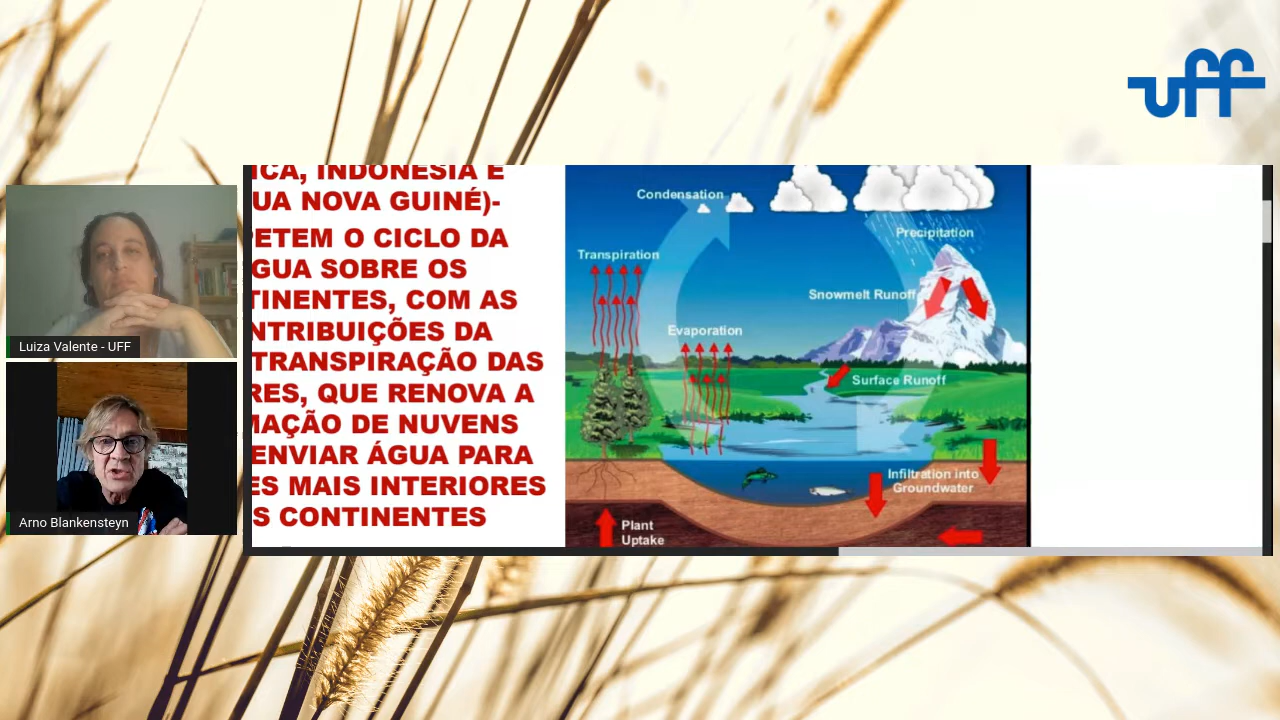 uff
ICA, INDONÉSIA E
UA NOVA GUINÉ)-
PETEM O CICLO DA
GUA SOBRE OS
TINENTES, COM AS
NTRIBUIÇÕES DA
TRANSPIRAÇÃO DAS
RES, QUE RENOVA A
MAÇÃO DE NUVENS
ENVIAR ÁGUA PARA
ES MAIS INTERIORES
S CONTINENTES
Condensation
Precipitation
Transpiration
Snowmelt Runoff
Evaporation
Surface Runoff
Infiltration into
Groundwater
Plant
Uptake
Luiza Valente - UFF
Arno Blankensteyn